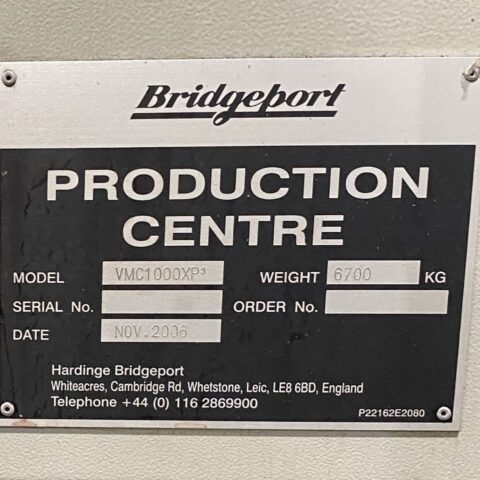 Bridgeport
PRODUCTION
CENTRE
MODEL VMC1000XP³ WEIGHT 6700 KG
SERIAL No. ORDER No.
DATE NOV.2006
Hardinge Bridgeport
Whiteacres, Cambridge Rd, Whetstone, Leic, LE8 6BD, England
Telephone +44 (0) 116 2869900
P22162E2080